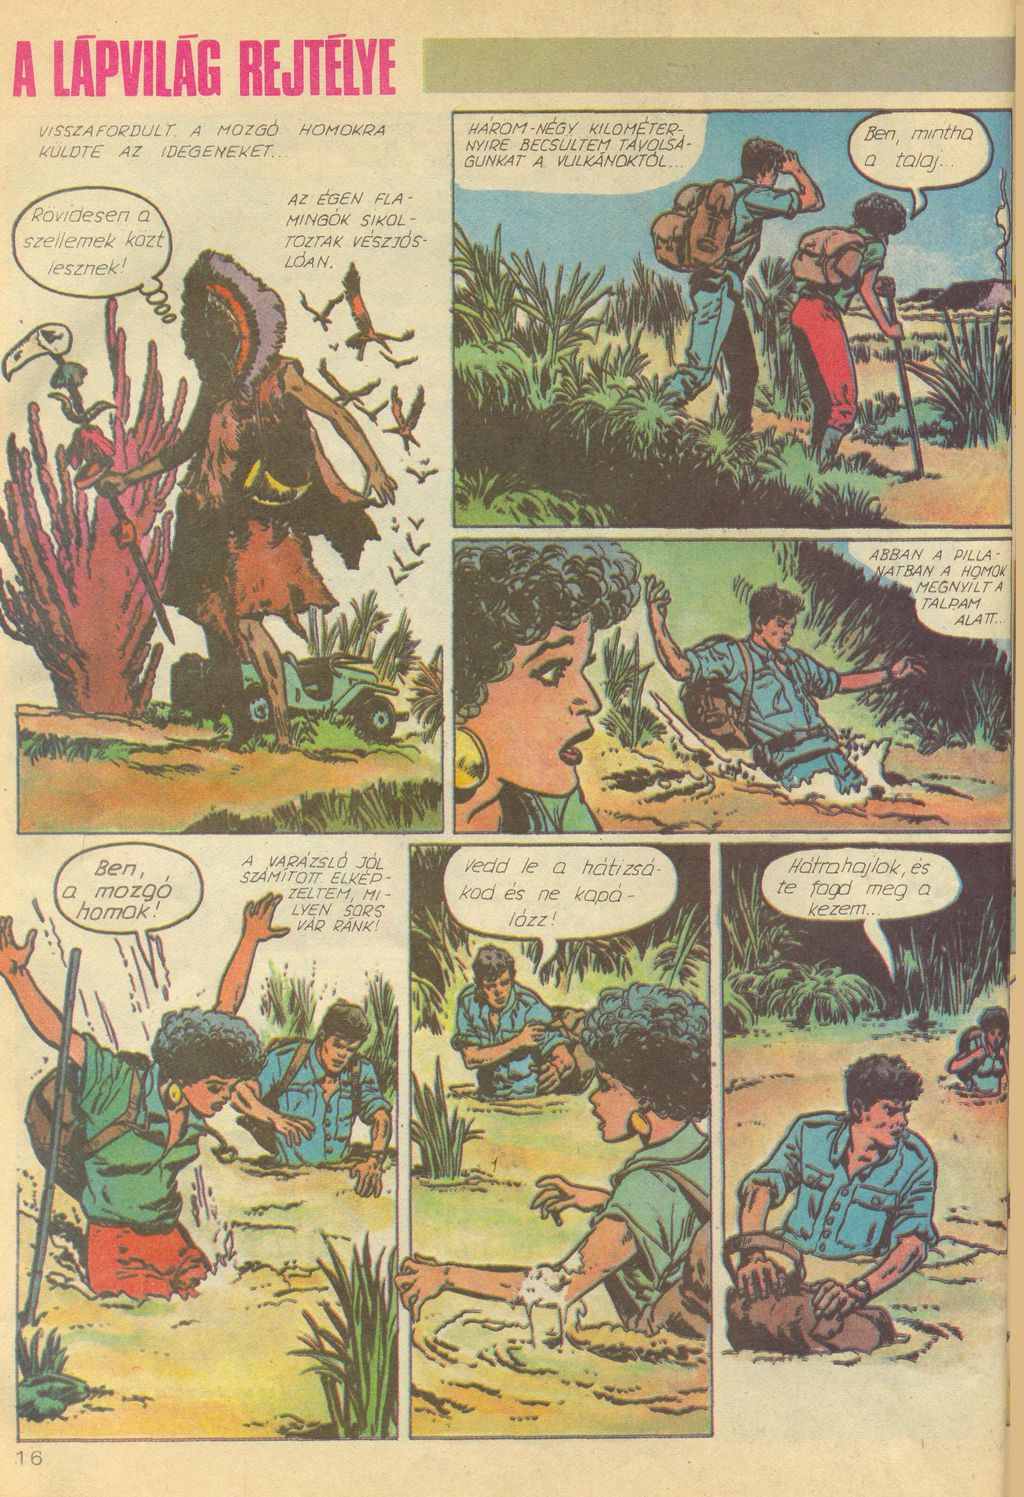 A LÁPVILÁG REJTÉLYE
VISSZAFORDULT. A MOZGÓ HOMOKRA
KÜLDTE AZ IDEGENEKET...
Rövidesen a
szellemek közt
lesznek!
AZ ÉGEN FLA-
MINGÓK SIKOL-
TOZTAK VÉSZJÓS-
LÓAN.
HÁROM-NÉGY KILOMÉTER-
NYIRE BECSÜLTEM TÁVOLSÁ-
GUNKAT A VULKÁNOKTÓL...
Ben, mintha
a talaj...
ABBAN A PILLA-
NATBAN A HOMOK
MEGNYÍLT A
TALPAM
ALATT...
Ben,
a mozgó
homok!
A VARÁZSLÓ JÓL
SZÁMÍTOTT. ELKÉP-
ZELTEM, MI-
LYEN SORS
VÁR RÁNK!
Vedd le a hátizsá-
kod és ne kapá-
lózz!
Hátrahajlok, és
te fogd meg a
kezem...
16